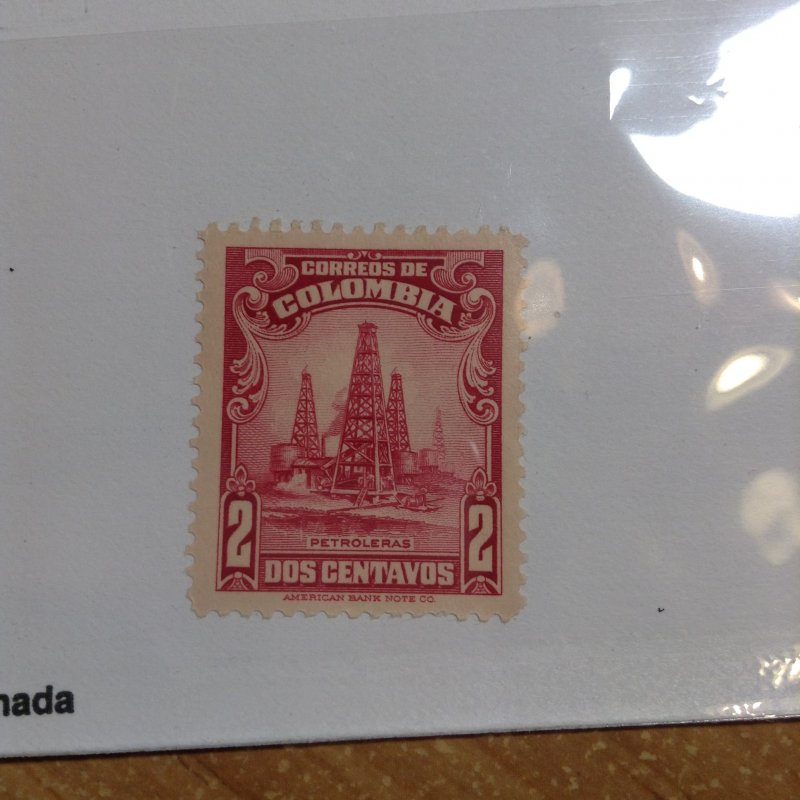 CORREOS DE
COLOMBIA
2 2
PETROLERAS
DOS CENTAVOS
AMERICAN BANK NOTE CO.
nada